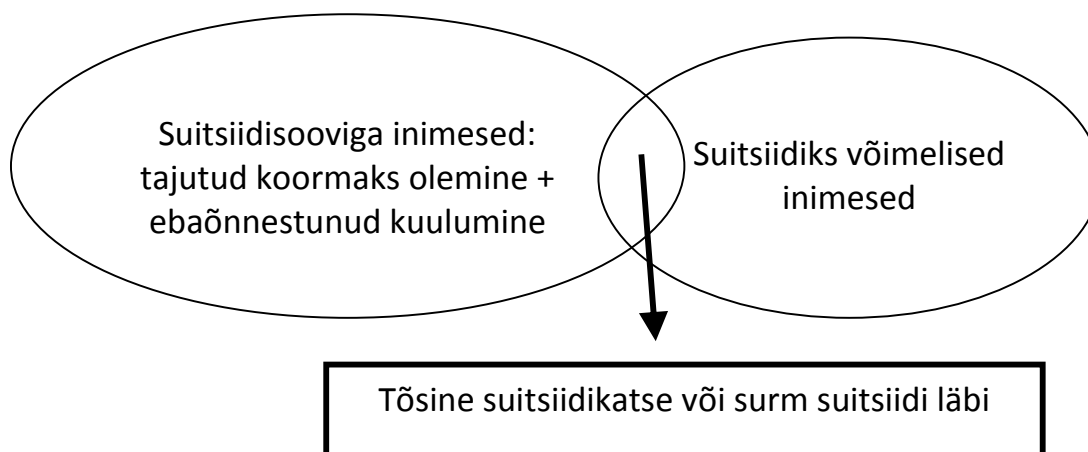 Suitsiidisooviga inimesed:
tajutud koormaks olemine +
ebaõnnestunud kuulumine
Suitsiidiks võimelised
inimesed
Tõsine suitsiidikatse või surm suitsiidi läbi